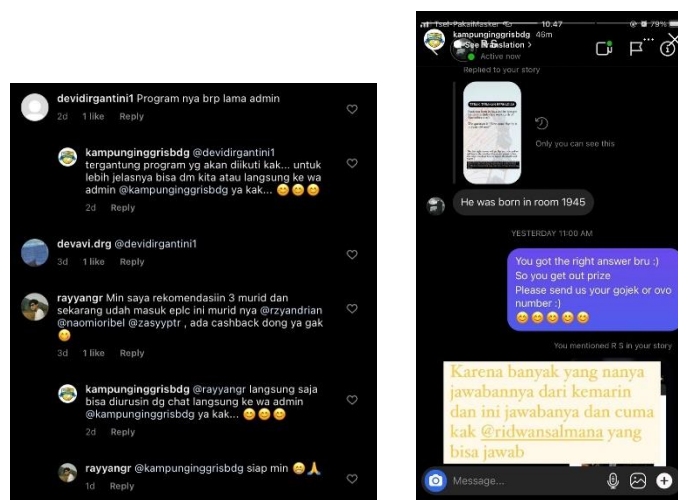 devidirgantini1 Program nya brp lama admin
2d 1 like Reply
kampunginggrisbdg @devidirgantini1
tergantung program yg akan diikuti kak... untuk
lebih jelasnya bisa dm kita atau langsung ke wa
admin @kampunginggrisbdg ya kak... 😊😊😊
2d Reply
devavi.drg @devidirgantini1
3d 1 like Reply
rayyangr Min saya rekomendasiin 3 murid dan
sekarang udah masuk eplc ini murid nya @rzyandrian
@naomioribel @zasyyptr , ada cashback dong ya gak
😋
3d 1 like Reply
kampunginggrisbdg @rayyangr langsung saja
bisa diurusin dg chat langsung ke wa admin
@kampunginggrisbdg ya kak... 😊😊😊
2d Reply
rayyangr @kampunginggrisbdg siap min 😁🙏
1d Reply
Tsel-PakaiMasker 10.47 79%
kampunginggrisbdg 46m
See Translation >
R S
Active now
Replied to your story
Only you can see this
He was born in room 1945
YESTERDAY 11:00 AM
You got the right answer bru :)
So you get out prize
Please send us your gojek or ovo
number :)
😊😊😊😊😊
You mentioned R S in your story
Karena banyak yang nanya
jawabannya dari kemarin
dan ini jawabanya dan cuma
kak @ridwansalmana yang
bisa jawab
Message...